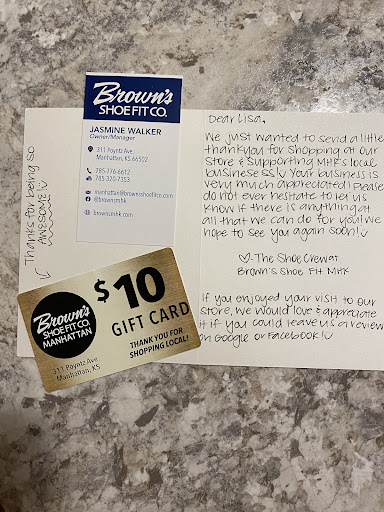 Brown's
SHOE FIT CO.
JASMINE WALKER
Owner/Manager
311 Poyntz Ave.
Manhattan, KS 66502
785-776-6612
785-320-7353
manhattan@brownsshoefitco.com
@brownsmhk
brownsmhk.com
Thanks for being so
AWESOME!
Dear Lisa,
We just wanted to send a little
thank you for shopping at our
Store & supporting MHK's local
businesses! Your business is
very much appreciated! Please
do not ever hesitate to let us
know if there is anything at
all that we can do for you! we
hope to see you again soon!
- The Shoe Crew at
Brown's Shoe Fit MHK
If you enjoyed your visit to our
store, we would love & appreciate
it if you could leave us a review
on Google or Facebook!
Brown's
SHOE FIT CO.
MANHATTAN
$10
GIFT CARD
THANK YOU FOR
SHOPPING LOCAL!
311 Poyntz Ave.
Manhattan, KS